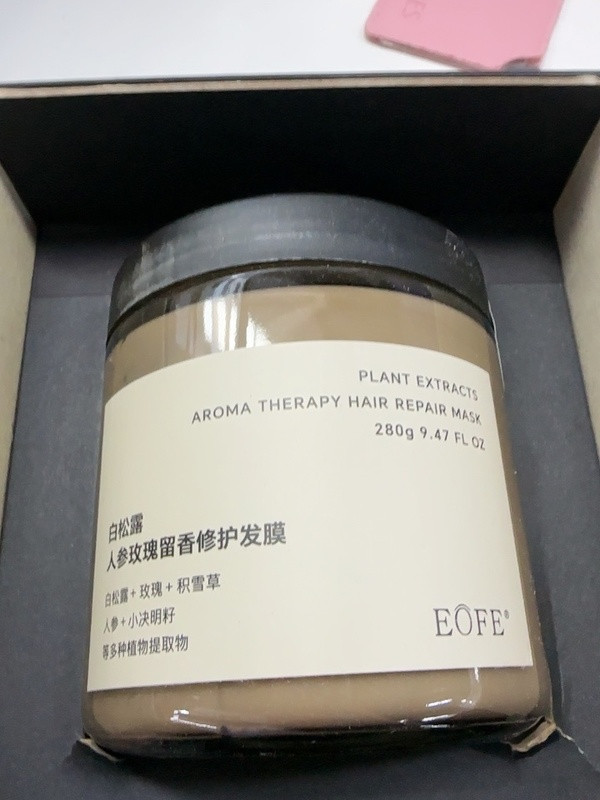 PLANT EXTRACTS
AROMA THERAPY HAIR REPAIR MASK
280g 9.47 FL OZ
白松露
人参玫瑰留香修护发膜
白松露+玫瑰+积雪草
人参+小决明籽
等多种植物提取物
EOFE®